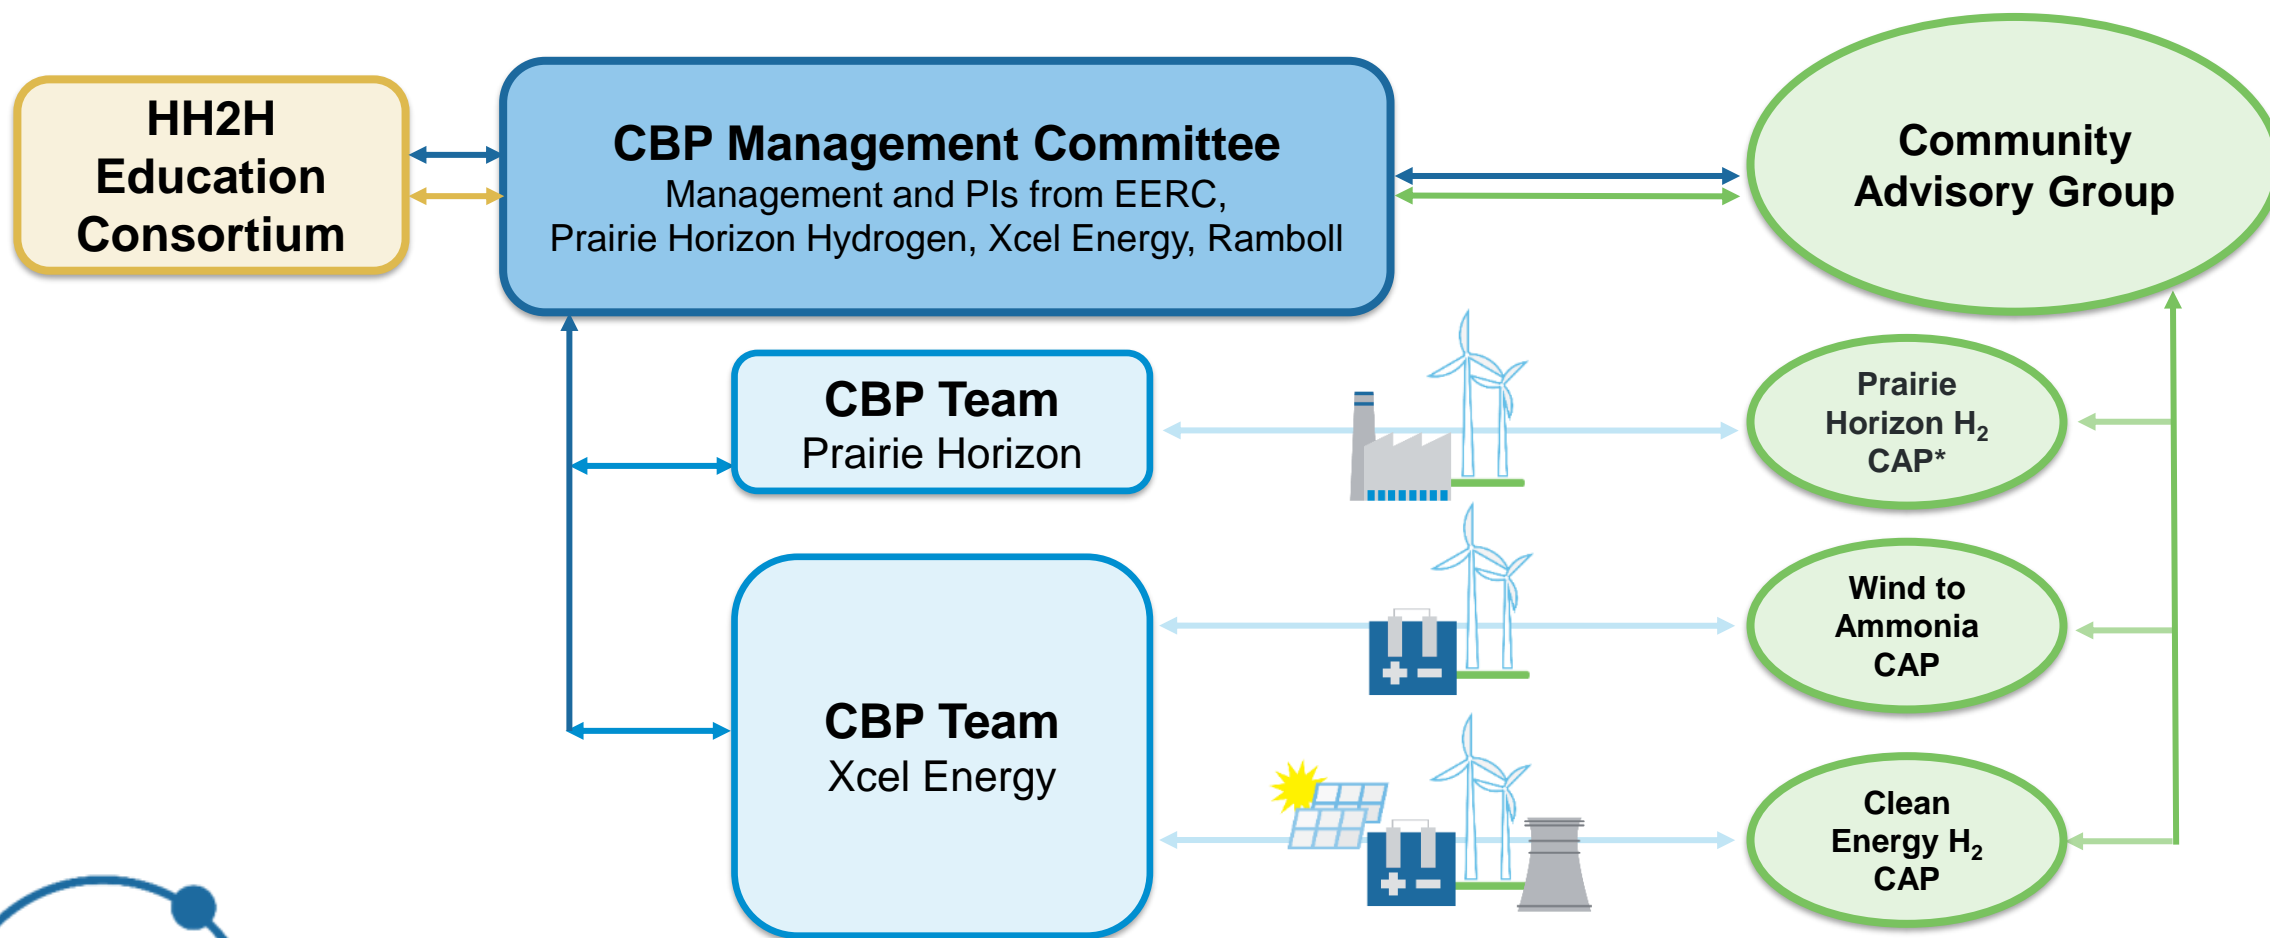 HH2H
Education
Consortium
CBP Management Committee
Management and PIs from EERC,
Prairie Horizon Hydrogen, Xcel Energy, Ramboll
Community
Advisory Group
CBP Team
Prairie Horizon
Prairie
Horizon H₂
CAP*
Wind to
Ammonia
CAP
CBP Team
Xcel Energy
Clean
Energy H₂
CAP